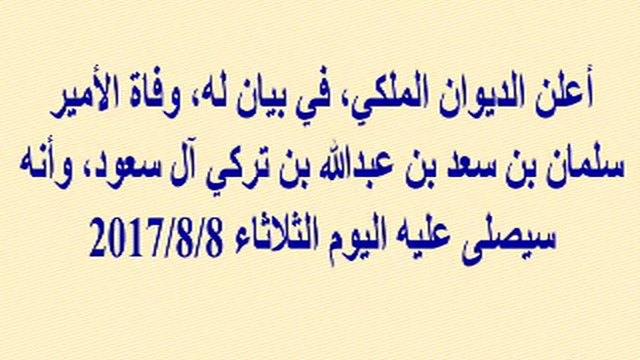 أعلن الديوان الملكي، في بيان له، وفاة الأمير
سلمان بن سعد بن عبدالله بن تركي آل سعود، وأنه
سيصلى عليه اليوم الثلاثاء 2017/8/8